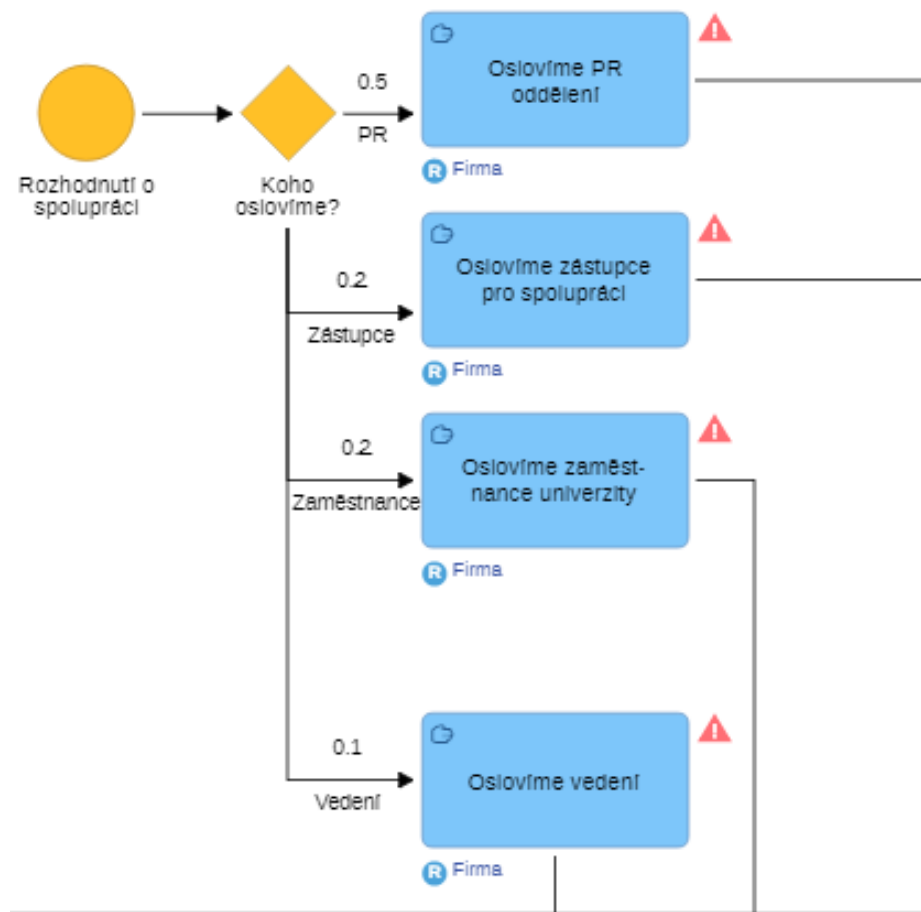 Rozhodnutí o
spolupráci
Koho
oslovíme?
0.5
PR
Oslovíme PR
oddělení
R Firma
0.2
Zástupce
Oslovíme zástupce
pro spolupráci
R Firma
0.2
Zaměstnance
Oslovíme zaměst-
nance univerzity
R Firma
0.1
Vedení
Oslovíme vedení
R Firma